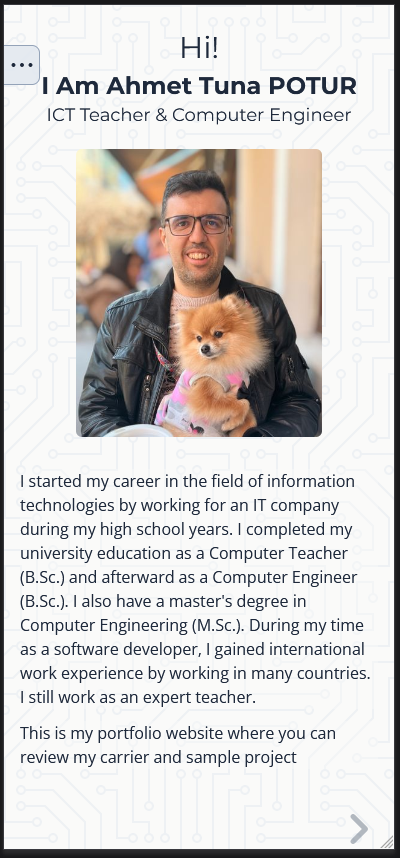 Hi!
I Am Ahmet Tuna POTUR
ICT Teacher & Computer Engineer
I started my career in the field of information
technologies by working for an IT company
during my high school years. I completed my
university education as a Computer Teacher
(B.Sc.) and afterward as a Computer Engineer
(B.Sc.). I also have a master's degree in
Computer Engineering (M.Sc.). During my time
as a software developer, I gained international
work experience by working in many countries.
I still work as an expert teacher.
This is my portfolio website where you can
review my carrier and sample project